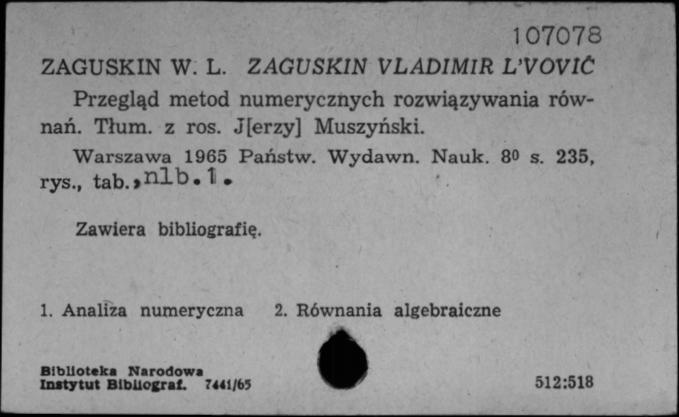 107078
ZAGUSKIN W. L. ZAGUSKIN VLADIMIR L'VOVIČ
Przegląd metod numerycznych rozwiązywania rów-
nań. Tłum. z ros. J[erzy] Muszyński.
Warszawa 1965 Państw. Wydawn. Nauk. 8⁰ s. 235,
rys., tab., nlb. 1.
Zawiera bibliografię.
1. Analiza numeryczna 2. Równania algebraiczne
Biblioteka Narodowa
Instytut Bibliograf. 7441/65 512:518